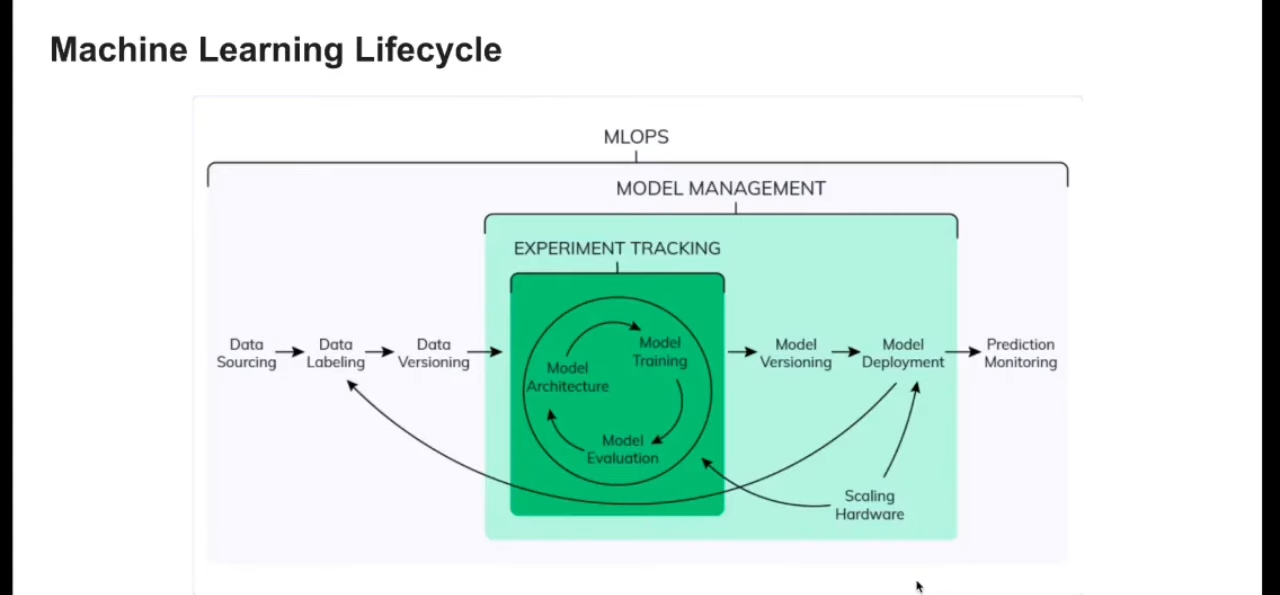 Machine Learning Lifecycle
MLOPS
MODEL MANAGEMENT
EXPERIMENT TRACKING
Data
Sourcing
Data
Labeling
Data
Versioning
Model
Architecture
Model
Training
Model
Evaluation
Model
Versioning
Model
Deployment
Prediction
Monitoring
Scaling
Hardware